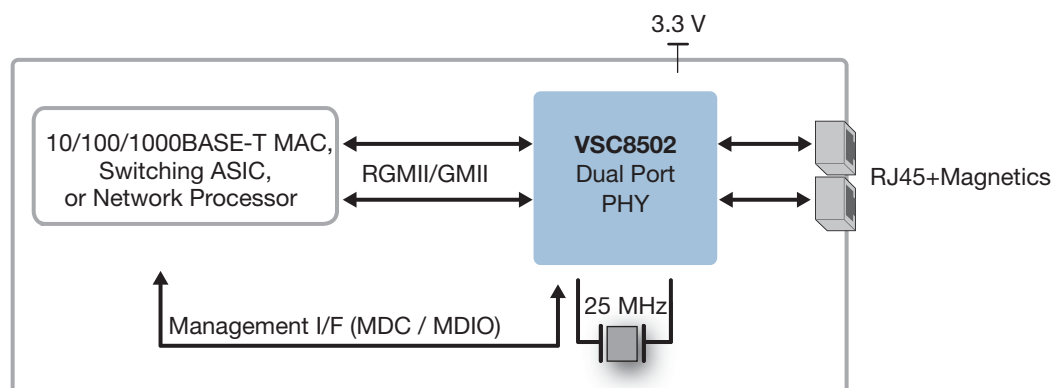 3.3 V
10/100/1000BASE-T MAC,
Switching ASIC,
or Network Processor
RGMII/GMII
VSC8502
Dual Port
PHY
RJ45+Magnetics
25 MHz
Management I/F (MDC / MDIO)